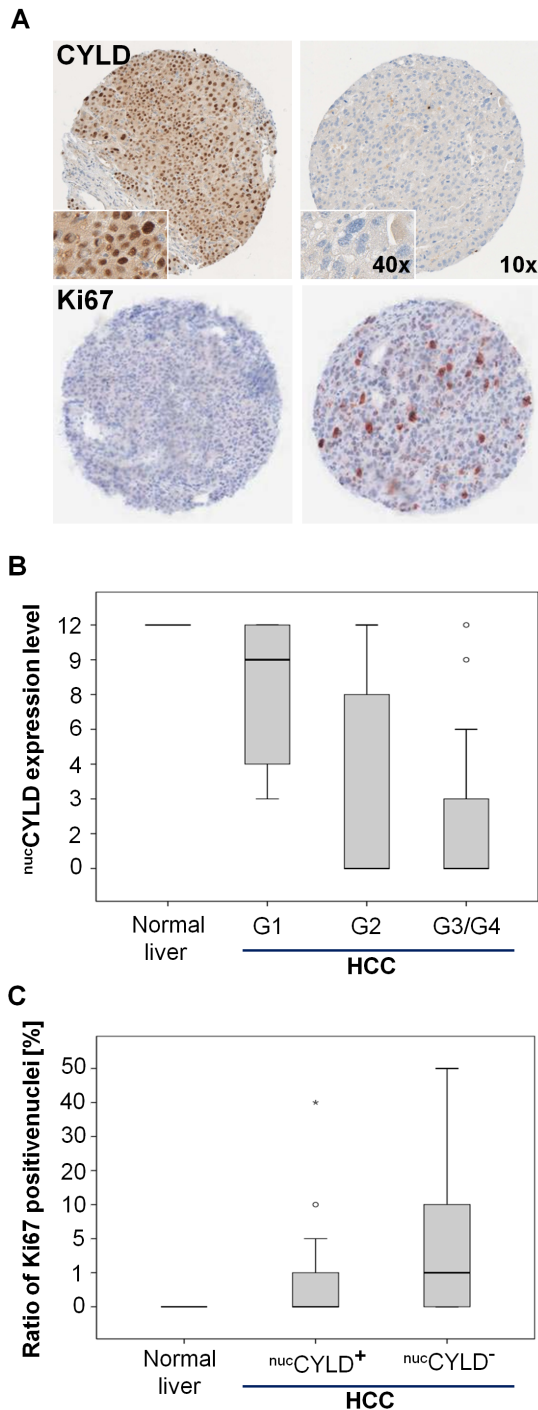 A
CYLD
40x
10x
Ki67
B
nucCYLD expression level
12
9
8
6
4
3
2
0
Normal liver
G1
G2
G3/G4
HCC
C
Ratio of Ki67 positivenuclei [%]
50
40
30
20
10
5
1
0
Normal liver
nucCYLD+
nucCYLD-
HCC